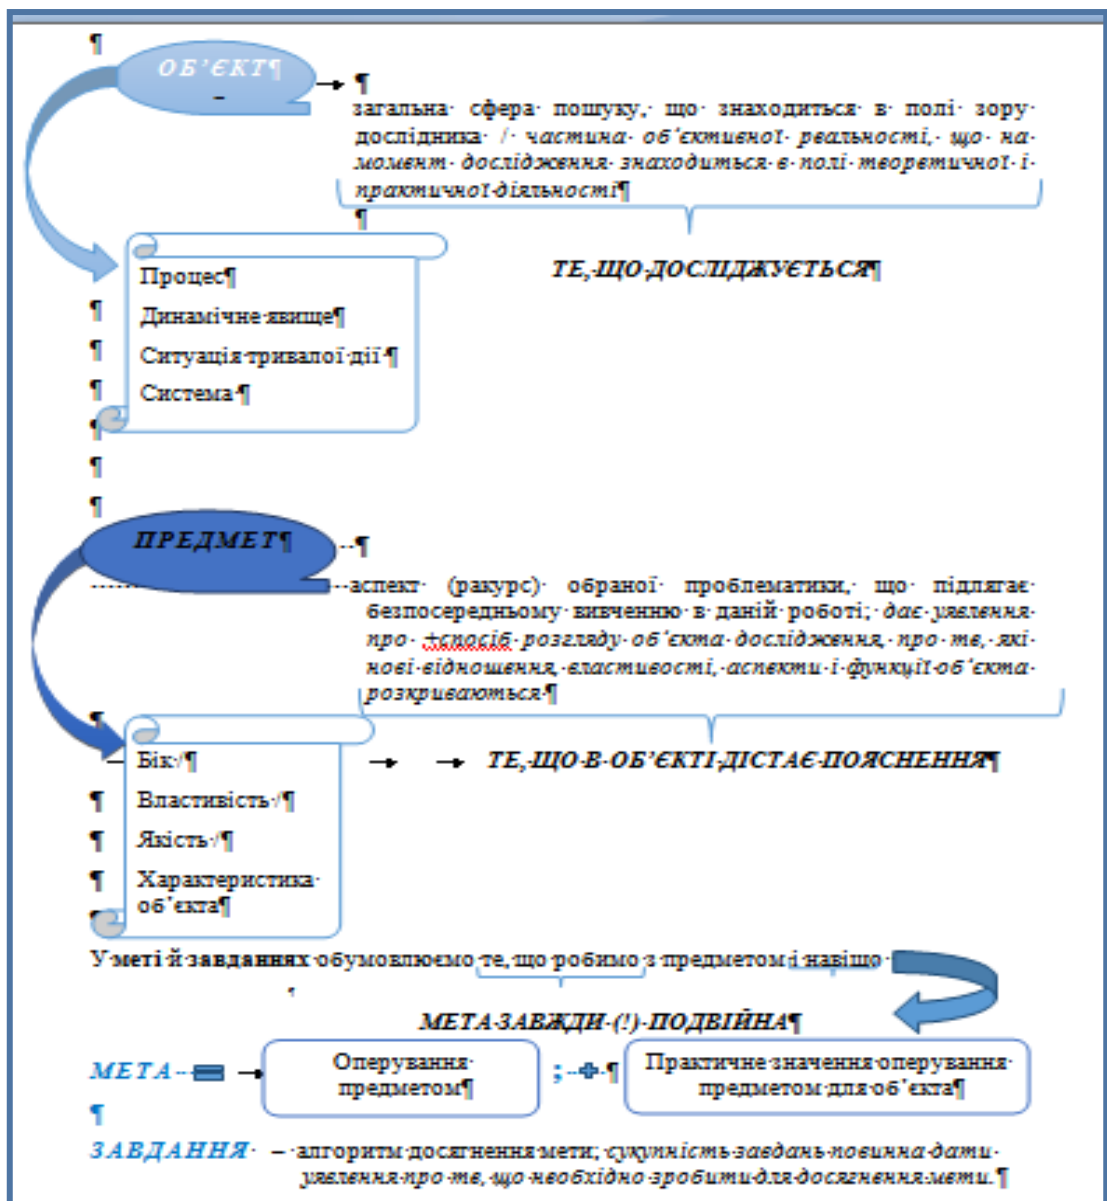 ОБ’ЄКТ
–
загальна сфера пошуку, що знаходиться в полі зору
дослідника / частина об’єктивної реальності, що на
момент дослідження знаходиться в полі теоретичної і
практичної діяльності
ТЕ, ЩО ДОСЛІДЖУЄТЬСЯ
Процес
Динамічне явище
Ситуація тривалої дії
Система
ПРЕДМЕТ
аспект (ракурс) обраної проблематики, що підлягає
безпосередньому вивченню в даній роботі; дає уявлення
про +спосіб розгляду об’єкта дослідження, про те, які
нові відношення, властивості, аспекти і функції об’єкта
розкриваються
Бік /
ТЕ, ЩО В ОБ’ЄКТІ ДІСТАЄ ПОЯСНЕННЯ
Властивість /
Якість /
Характеристика
об’єкта
У меті й завданнях обумовлюємо те, що робимо з предметом і навіщо
МЕТА ЗАВЖДИ (!) ПОДВІЙНА
МЕТА = Оперування предметом ; + Практичне значення оперування предметом для об’єкта
ЗАВДАННЯ – алгоритм досягнення мети; сукупність завдань повинна дати
уявлення про те, що необхідно зробити для досягнення мети.